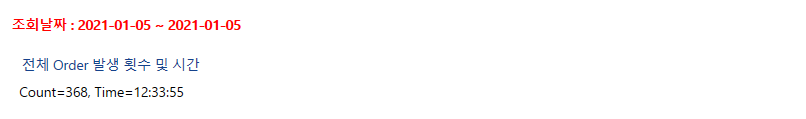 조회날짜 : 2021-01-05 ~ 2021-01-05
전체 Order 발생 횟수 및 시간
Count=368, Time=12:33:55